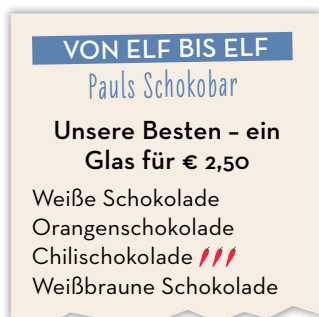 VON ELF BIS ELF
Pauls Schokobar
Unsere Besten – ein
Glas für € 2,50
Weiße Schokolade
Orangenschokolade
Chilischokolade
Weißbraune Schokolade